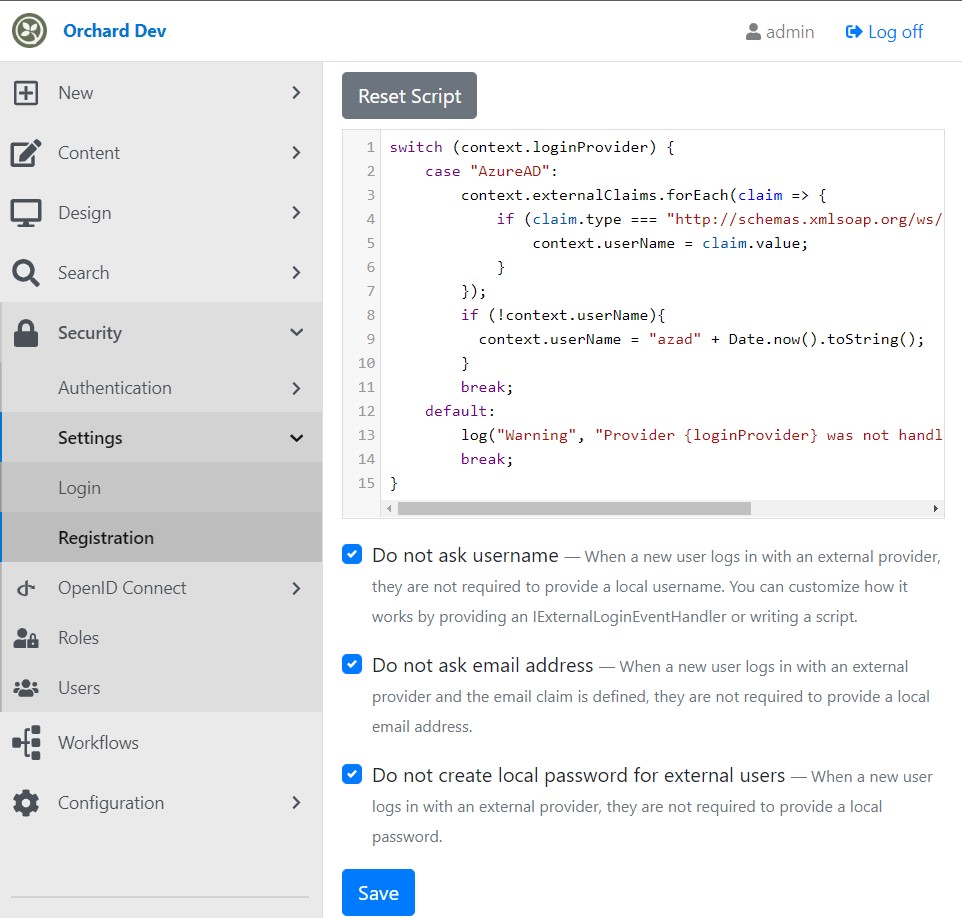 Orchard Dev
admin
Log off
New
Content
Design
Search
Security
Authentication
Settings
Login
Registration
OpenID Connect
Roles
Users
Workflows
Configuration
Reset Script
1 switch (context.loginProvider) {
2 case "AzureAD":
3 context.externalClaims.forEach(claim => {
4 if (claim.type === "http://schemas.xmlsoap.org/ws/
5 context.userName = claim.value;
6 }
7 });
8 if (!context.userName){
9 context.userName = "azad" + Date.now().toString();
10 }
11 break;
12 default:
13 log("Warning", "Provider {loginProvider} was not handl
14 break;
15 }
Do not ask username — When a new user logs in with an external provider,
they are not required to provide a local username. You can customize how it
works by providing an IExternalLoginEventHandler or writing a script.
Do not ask email address — When a new user logs in with an external
provider and the email claim is defined, they are not required to provide a local
email address.
Do not create local password for external users — When a new user
logs in with an external provider, they are not required to provide a local
password.
Save